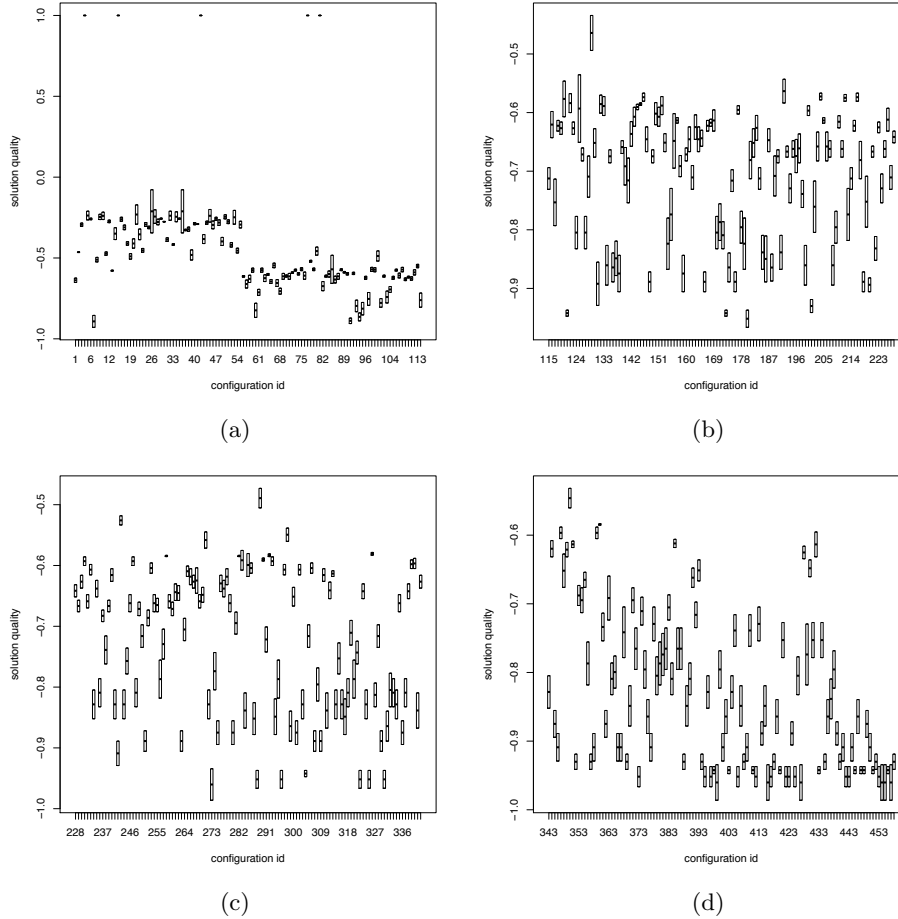 1.0
0.5
0.0
−0.5
−1.0
solution quality
1 6 12 19 26 33 40 47 54 61 68 75 82 89 96 104 113
configuration id
(a)
−0.5
−0.6
−0.7
−0.8
−0.9
solution quality
115 124 133 142 151 160 169 178 187 196 205 214 223
configuration id
(b)
−0.5
−0.6
−0.7
−0.8
−0.9
−1.0
solution quality
228 237 246 255 264 273 282 291 300 309 318 327 336
configuration id
(c)
−0.6
−0.7
−0.8
−0.9
−1.0
solution quality
343 353 363 373 383 393 403 413 423 433 443 453
configuration id
(d)